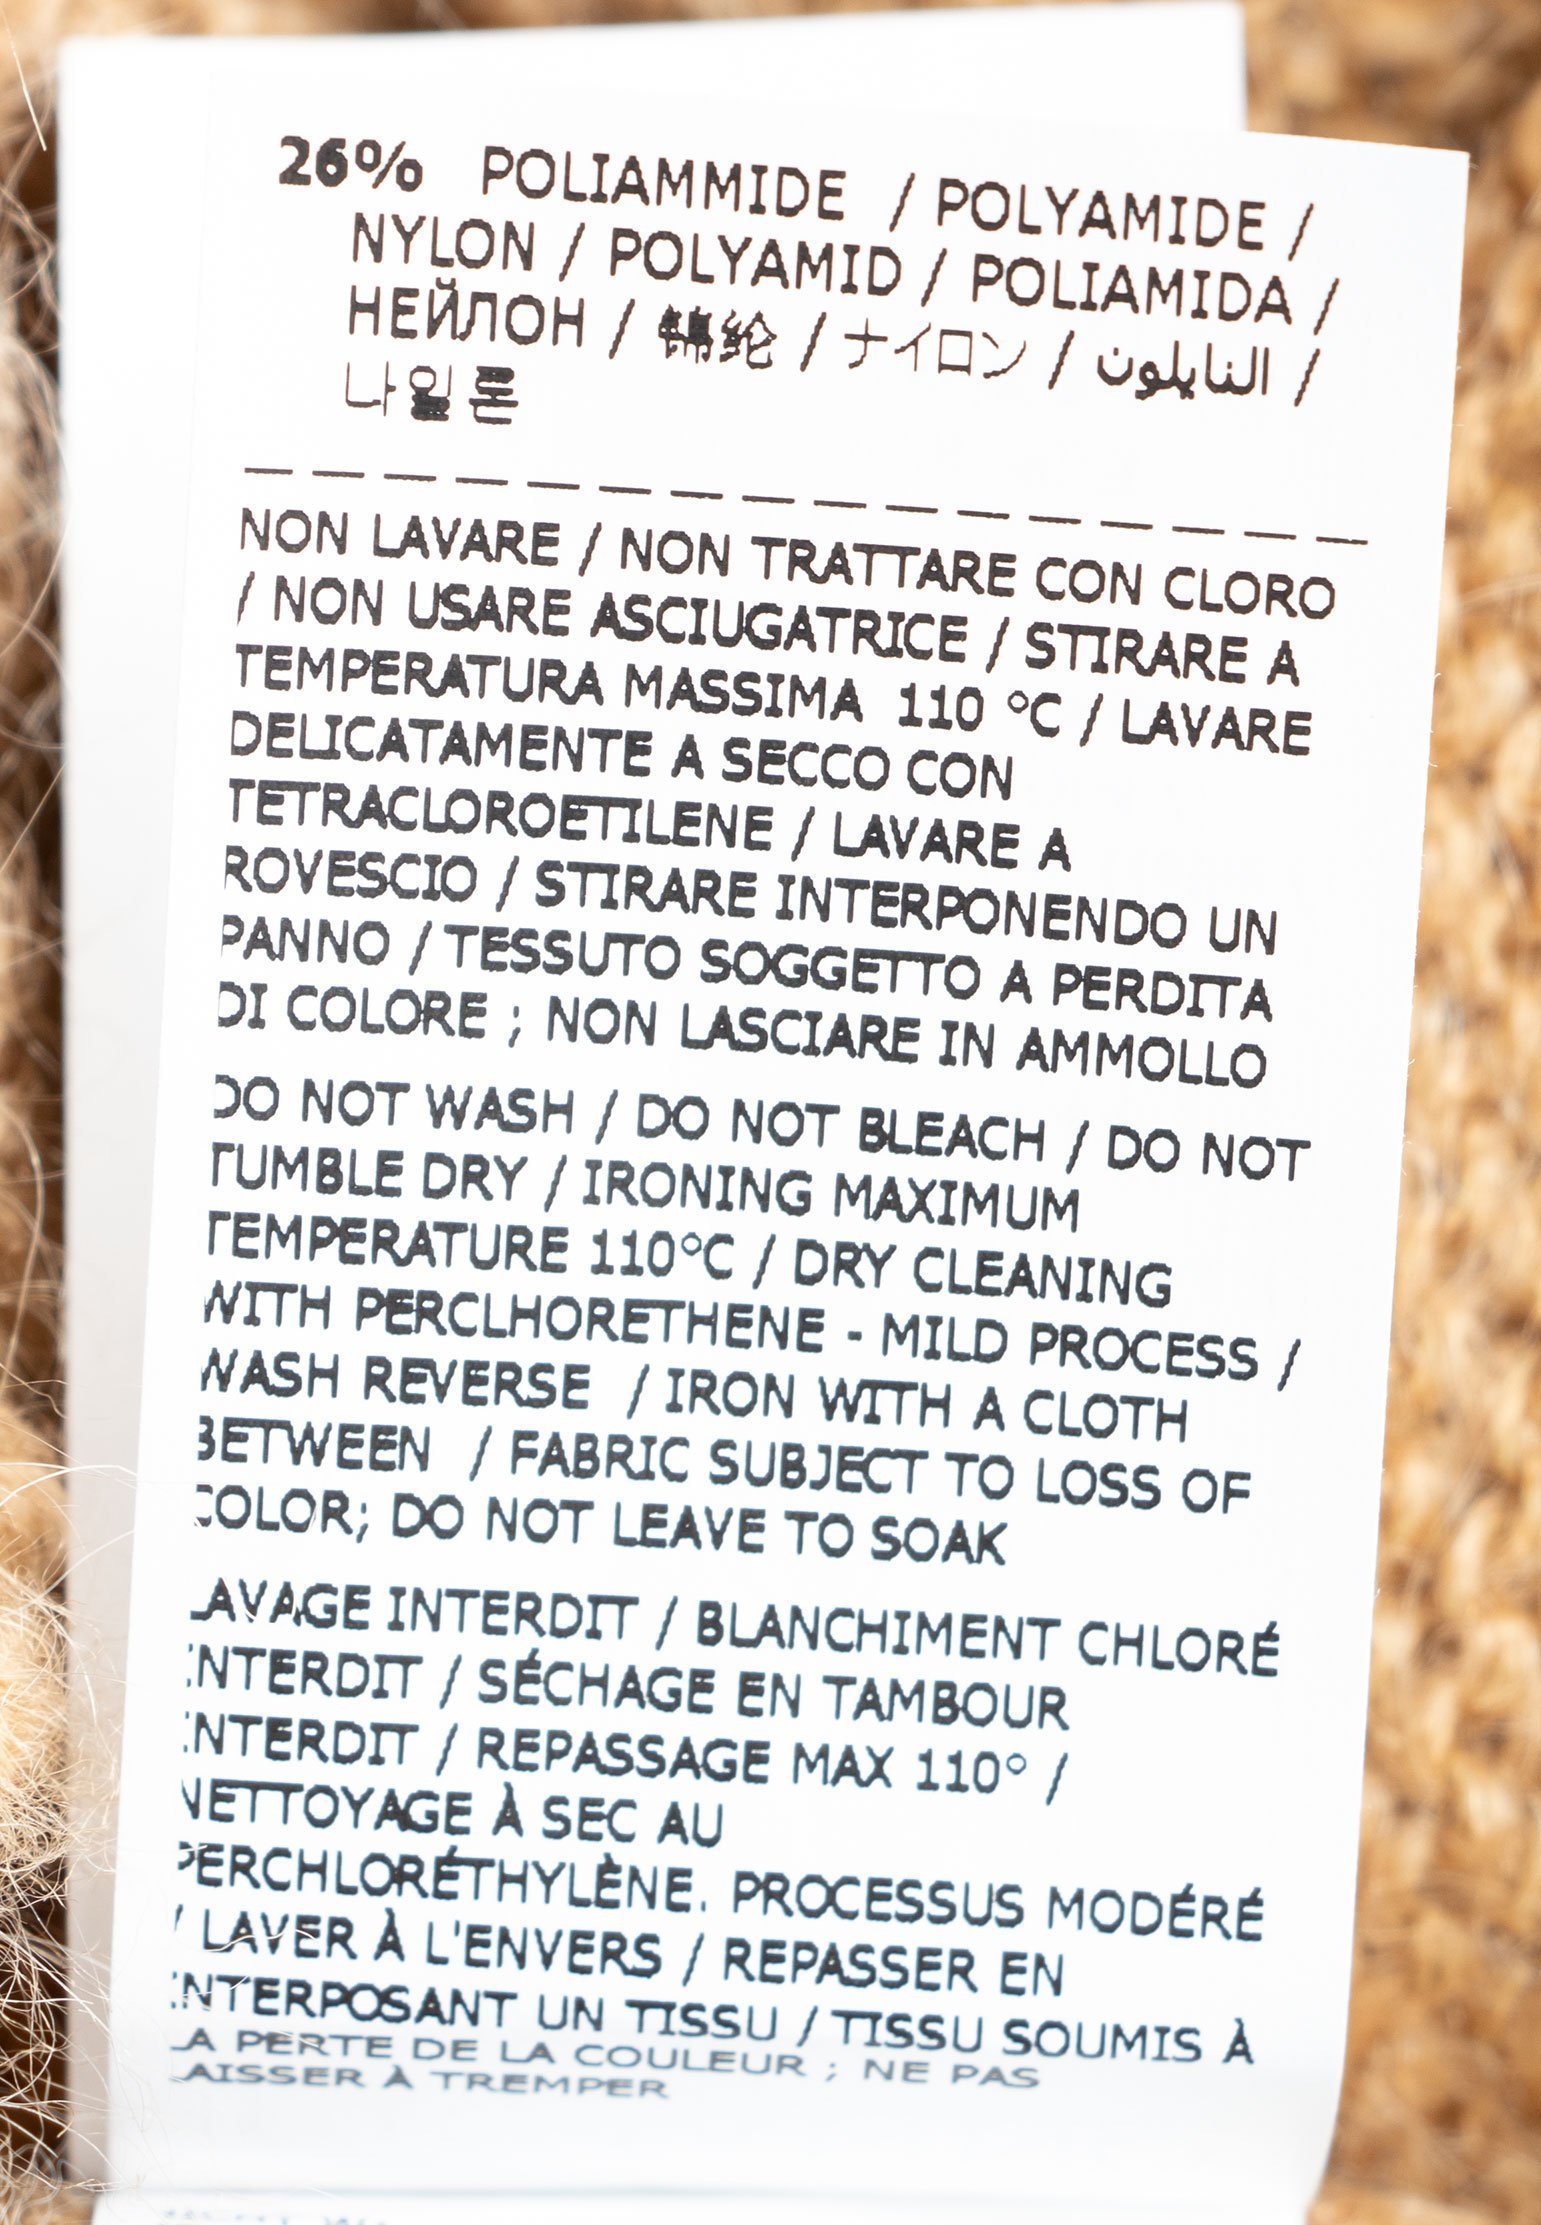 26% POLIAMMIDE / POLYAMIDE /
NYLON / POLYAMID / POLIAMIDA /
НЕЙЛОН / 锦纶 / ナイロン / النايلون /
나일론
NON LAVARE / NON TRATTARE CON CLORO
/ NON USARE ASCIUGATRICE / STIRARE A
TEMPERATURA MASSIMA 110 °C / LAVARE
DELICATAMENTE A SECCO CON
TETRACLOROETILENE / LAVARE A
ROVESCIO / STIRARE INTERPONENDO UN
PANNO / TESSUTO SOGGETTO A PERDITA
DI COLORE ; NON LASCIARE IN AMMOLLO
DO NOT WASH / DO NOT BLEACH / DO NOT
TUMBLE DRY / IRONING MAXIMUM
TEMPERATURE 110°C / DRY CLEANING
WITH PERCLHORETHENE - MILD PROCESS /
WASH REVERSE / IRON WITH A CLOTH
BETWEEN / FABRIC SUBJECT TO LOSS OF
COLOR; DO NOT LEAVE TO SOAK
LAVAGE INTERDIT / BLANCHIMENT CHLORÉ
INTERDIT / SÉCHAGE EN TAMBOUR
INTERDIT / REPASSAGE MAX 110° /
NETTOYAGE À SEC AU
PERCHLORÉTHYLÈNE. PROCESSUS MODÉRÉ
/ LAVER À L'ENVERS / REPASSER EN
INTERPOSANT UN TISSU / TISSU SOUMIS À
LA PERTE DE LA COULEUR ; NE PAS
LAISSER À TREMPER